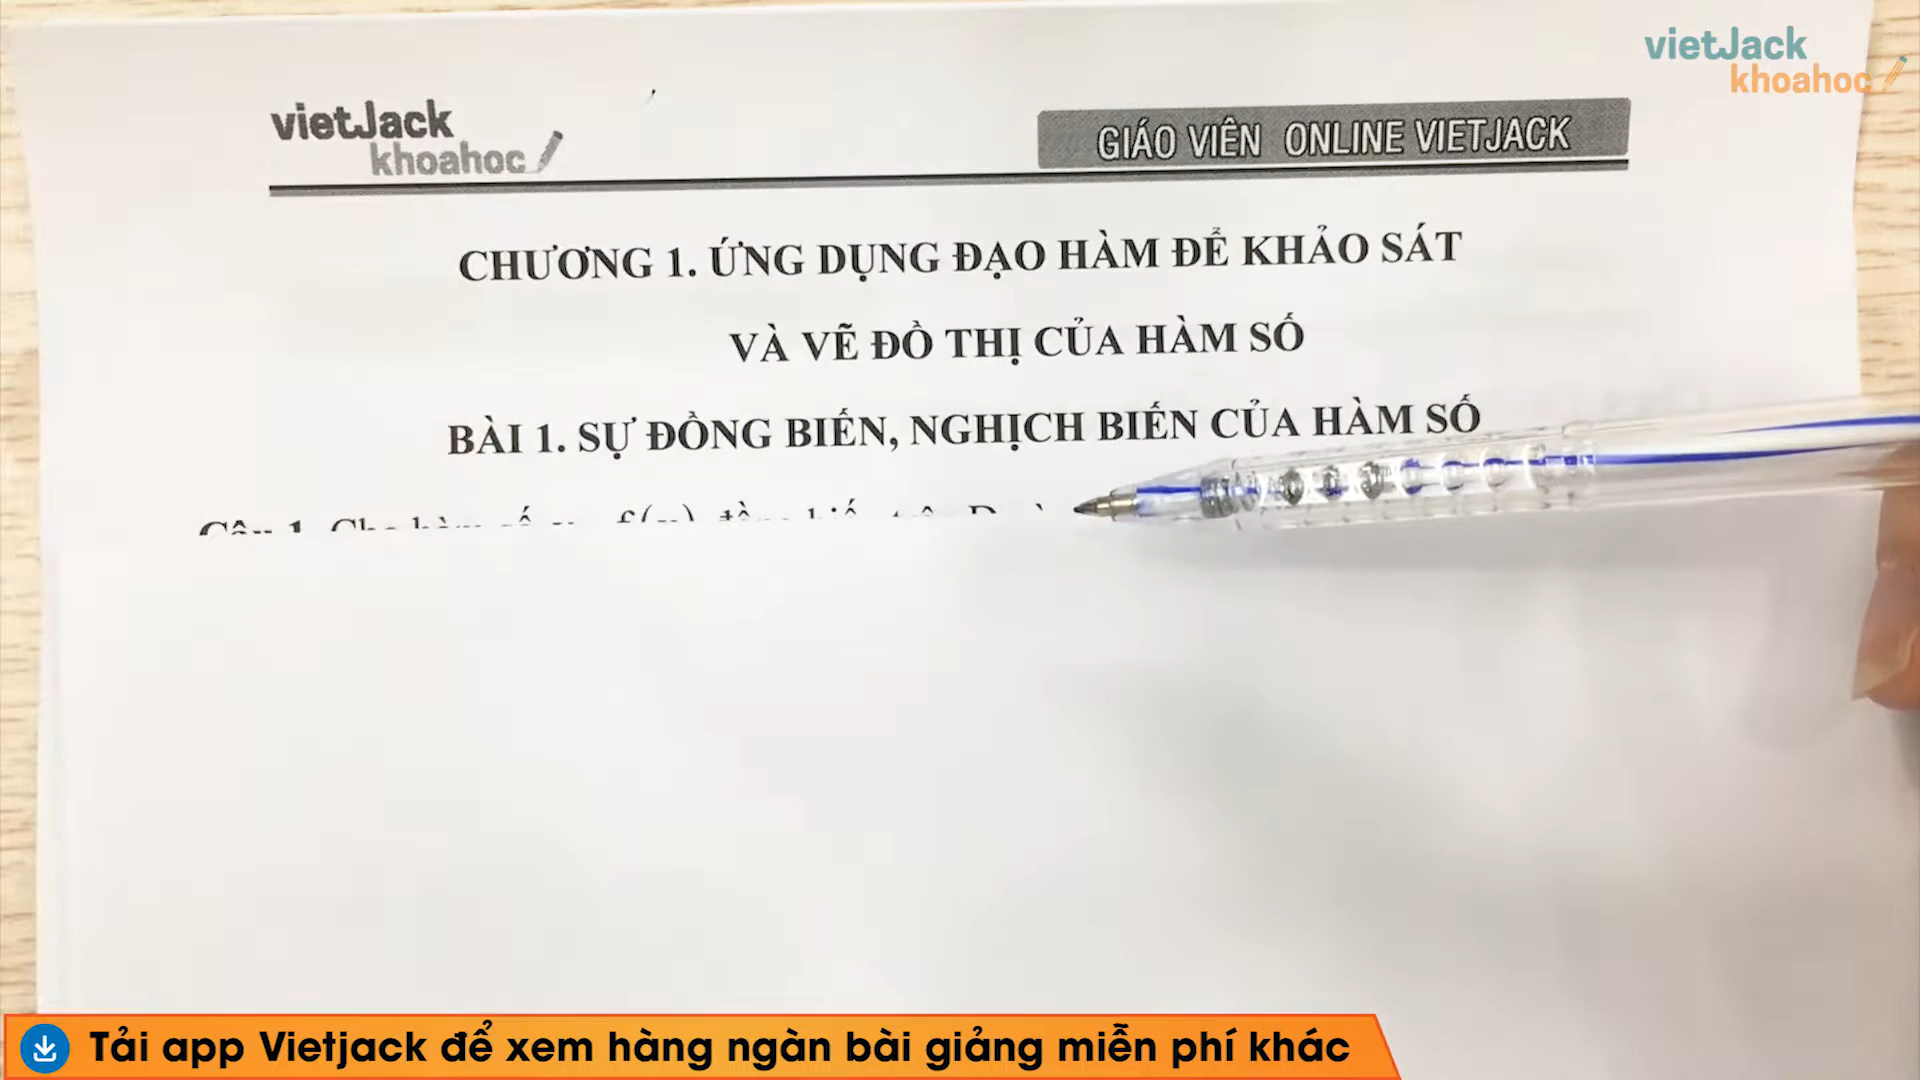 vietJack
khoahoc
vietJack
khoahoc
GIÁO VIÊN ONLINE VIETJACK
CHƯƠNG 1. ỨNG DỤNG ĐẠO HÀM ĐỂ KHẢO SÁT
VÀ VẼ ĐỒ THỊ CỦA HÀM SỐ
BÀI 1. SỰ ĐỒNG BIẾN, NGHỊCH BIẾN CỦA HÀM SỐ
Tải app Vietjack để xem hàng ngàn bài giảng miễn phí khác